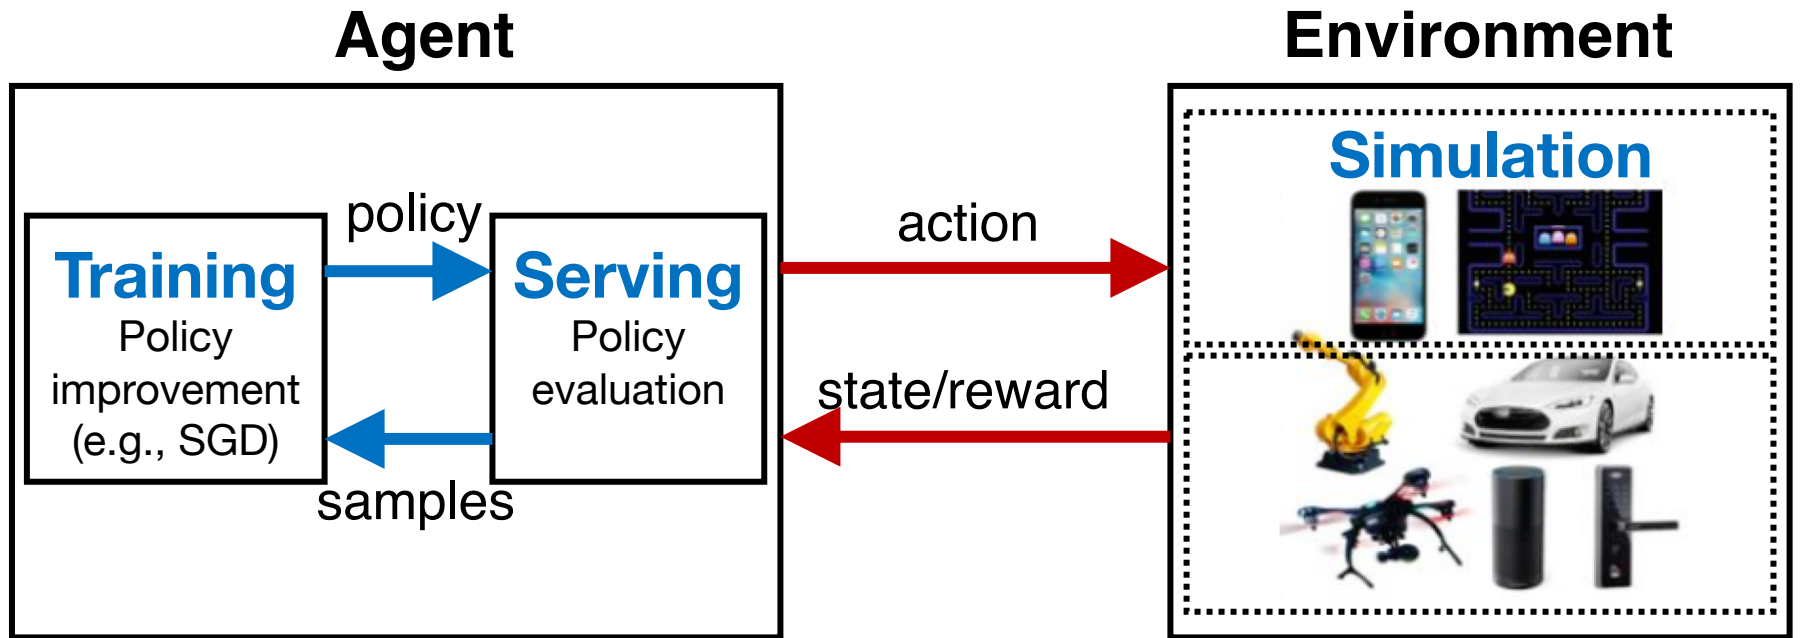 Agent
Environment
policy
Training
Policy
improvement
(e.g., SGD)
samples
Serving
Policy
evaluation
action
state/reward
Simulation